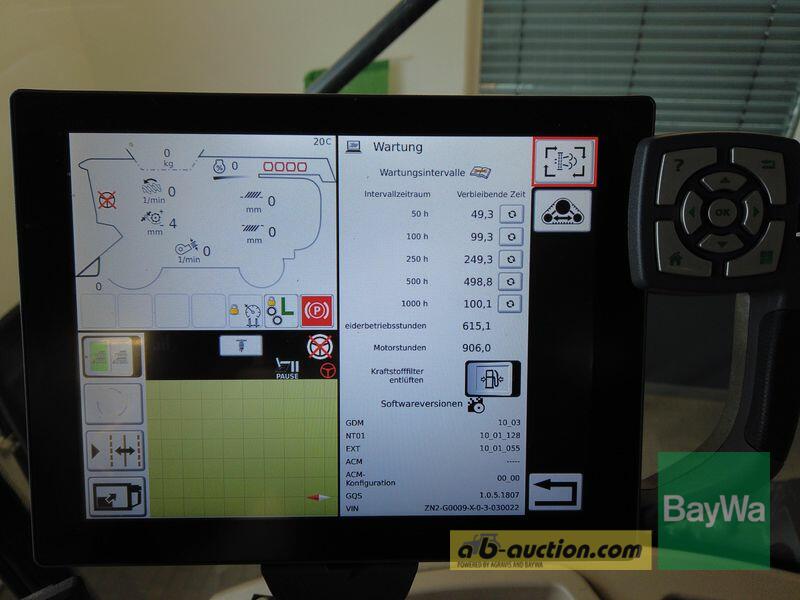 20C
0
kg
0
0
1/min
4
mm
0
1/min
mm
0
mm
0
0
L
P
PAUSE
Wartung
Wartungsintervalle
Intervallzeitraum Verbleibende Zeit
50 h 49,3
100 h 99,3
250 h 249,3
500 h 498,8
1000 h 100,1
eiderbetriebsstunden 615,1
Motorstunden 906,0
Kraftstofffilter
entlüften
Softwareversionen
GDM 10_03
NT01 10_01_128
EXT 10_01_055
ACM -----
ACM-
Konfiguration 00_00
GQS 1.0.5.1807
VIN ZN2-G0009-X-0-3-030022
?
OK
BayWa
ab-auction.com
POWERED BY AGRAVIS AND BAYWA